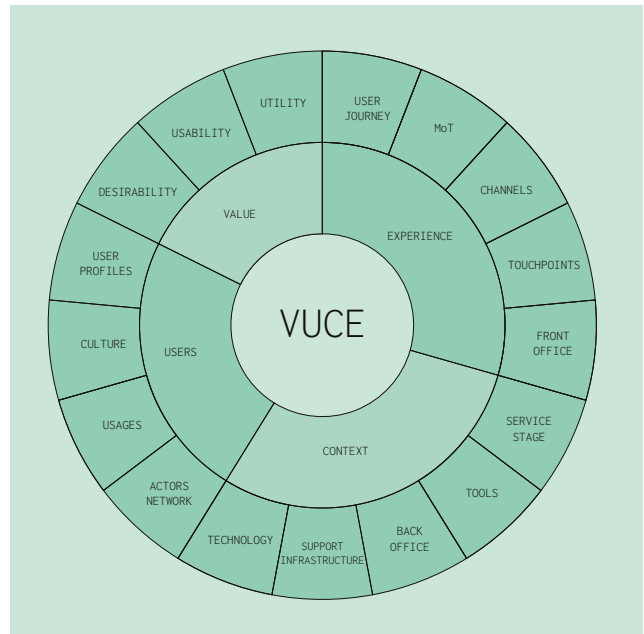 UTILITY
USER
JOURNEY
MoT
USABILITY
CHANNELS
DESIRABILITY
VALUE
EXPERIENCE
USER
PROFILES
TOUCHPOINTS
VUCE
CULTURE
USERS
FRONT
OFFICE
USAGES
SERVICE
STAGE
CONTEXT
ACTORS
NETWORK
TOOLS
TECHNOLOGY
SUPPORT
INFRASTRUCTURE
BACK
OFFICE